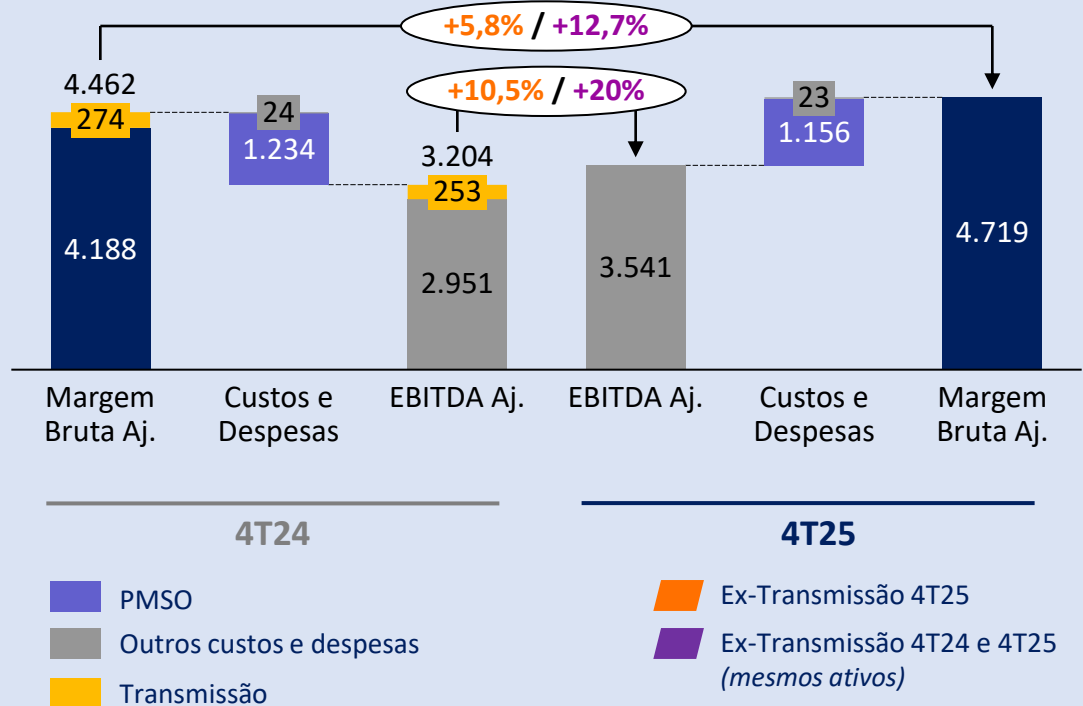 +5,8% / +12,7%
+10,5% / +20%
4.462
274
4.188
24
1.234
3.204
253
2.951
3.541
23
1.156
4.719
Margem
Bruta Aj.
Custos e
Despesas
EBITDA Aj.
EBITDA Aj.
Custos e
Despesas
Margem
Bruta Aj.
4T24
4T25
PMSO
Outros custos e despesas
Transmissão
Ex-Transmissão 4T25
Ex-Transmissão 4T24 e 4T25
(mesmos ativos)